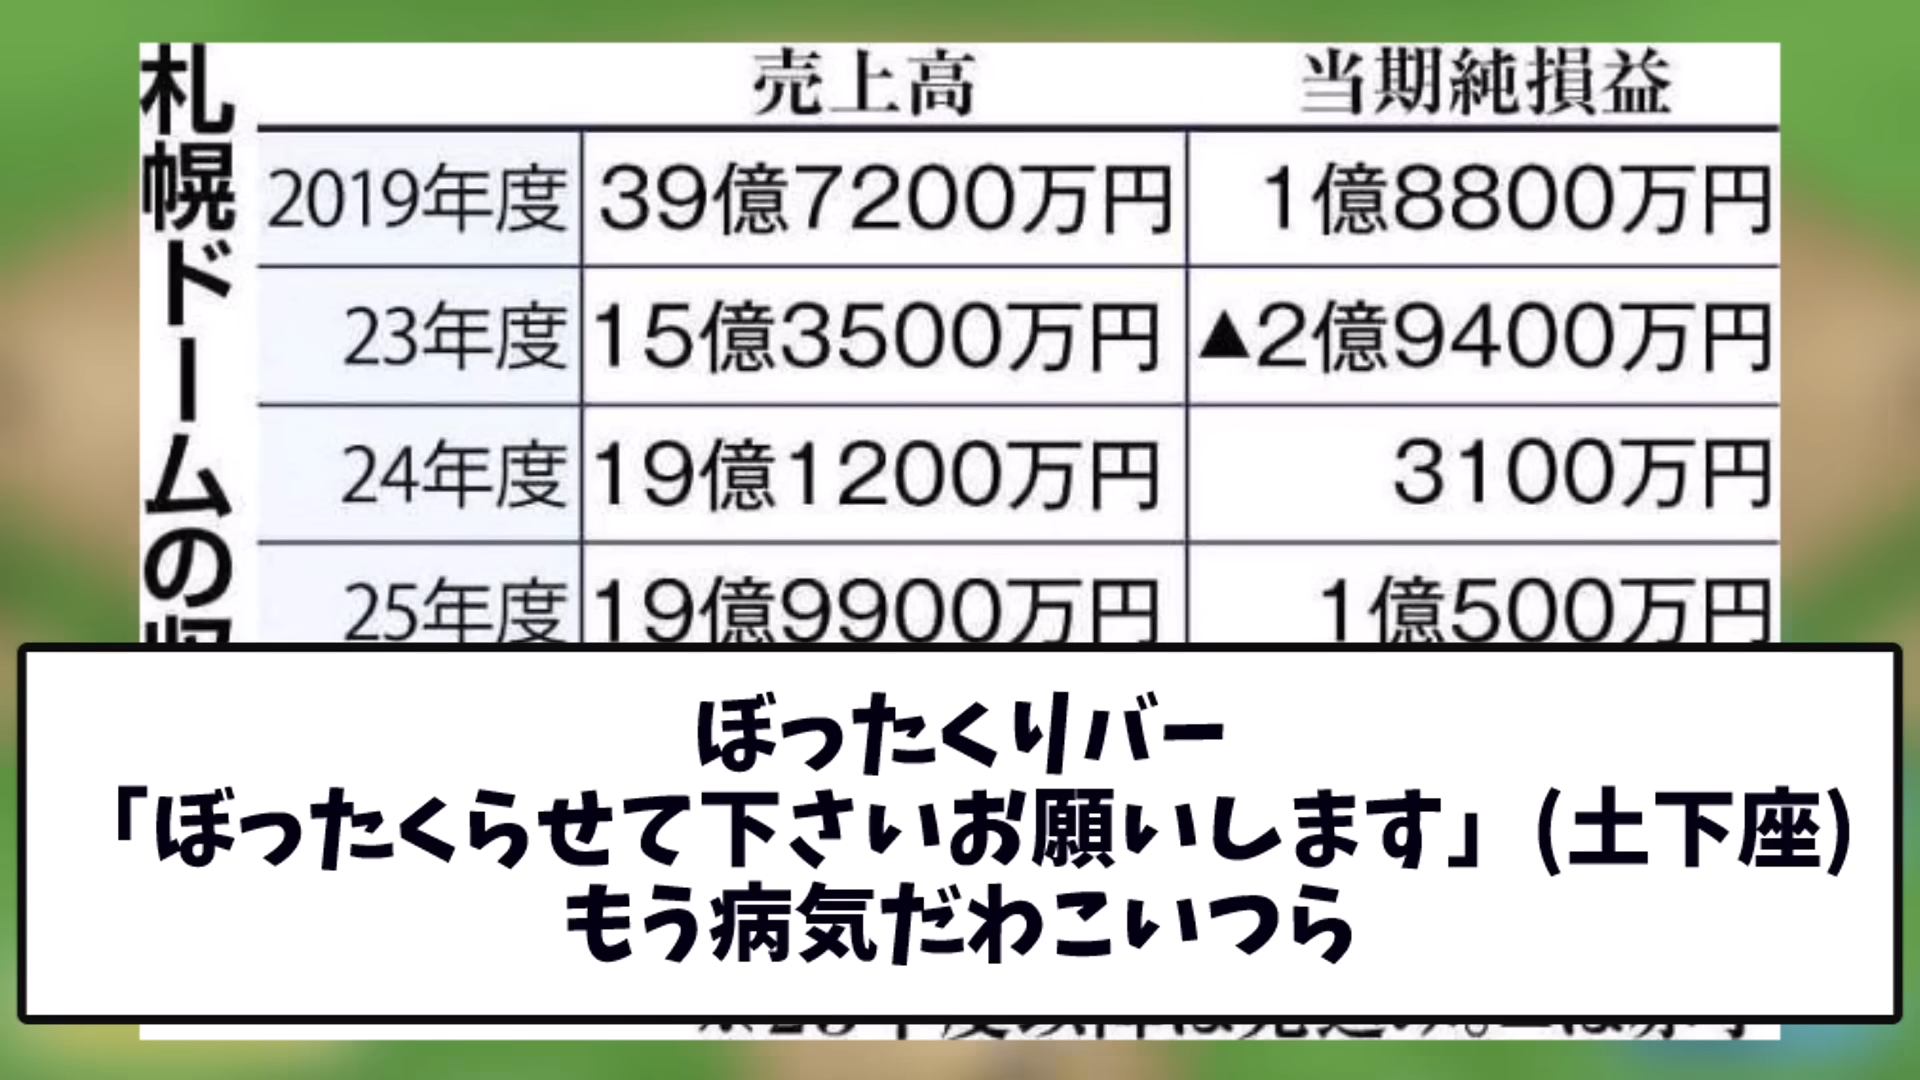 札幌ドームの
売上高 当期純損益
2019年度 39億7200万円 1億8800万円
23年度 15億3500万円 ▲2億9400万円
24年度 19億1200万円 3100万円
25年度 19億9900万円 1億500万円
ぼったくりバー
「ぼったくらせて下さいお願いします」(土下座)
もう病気だわこいつら